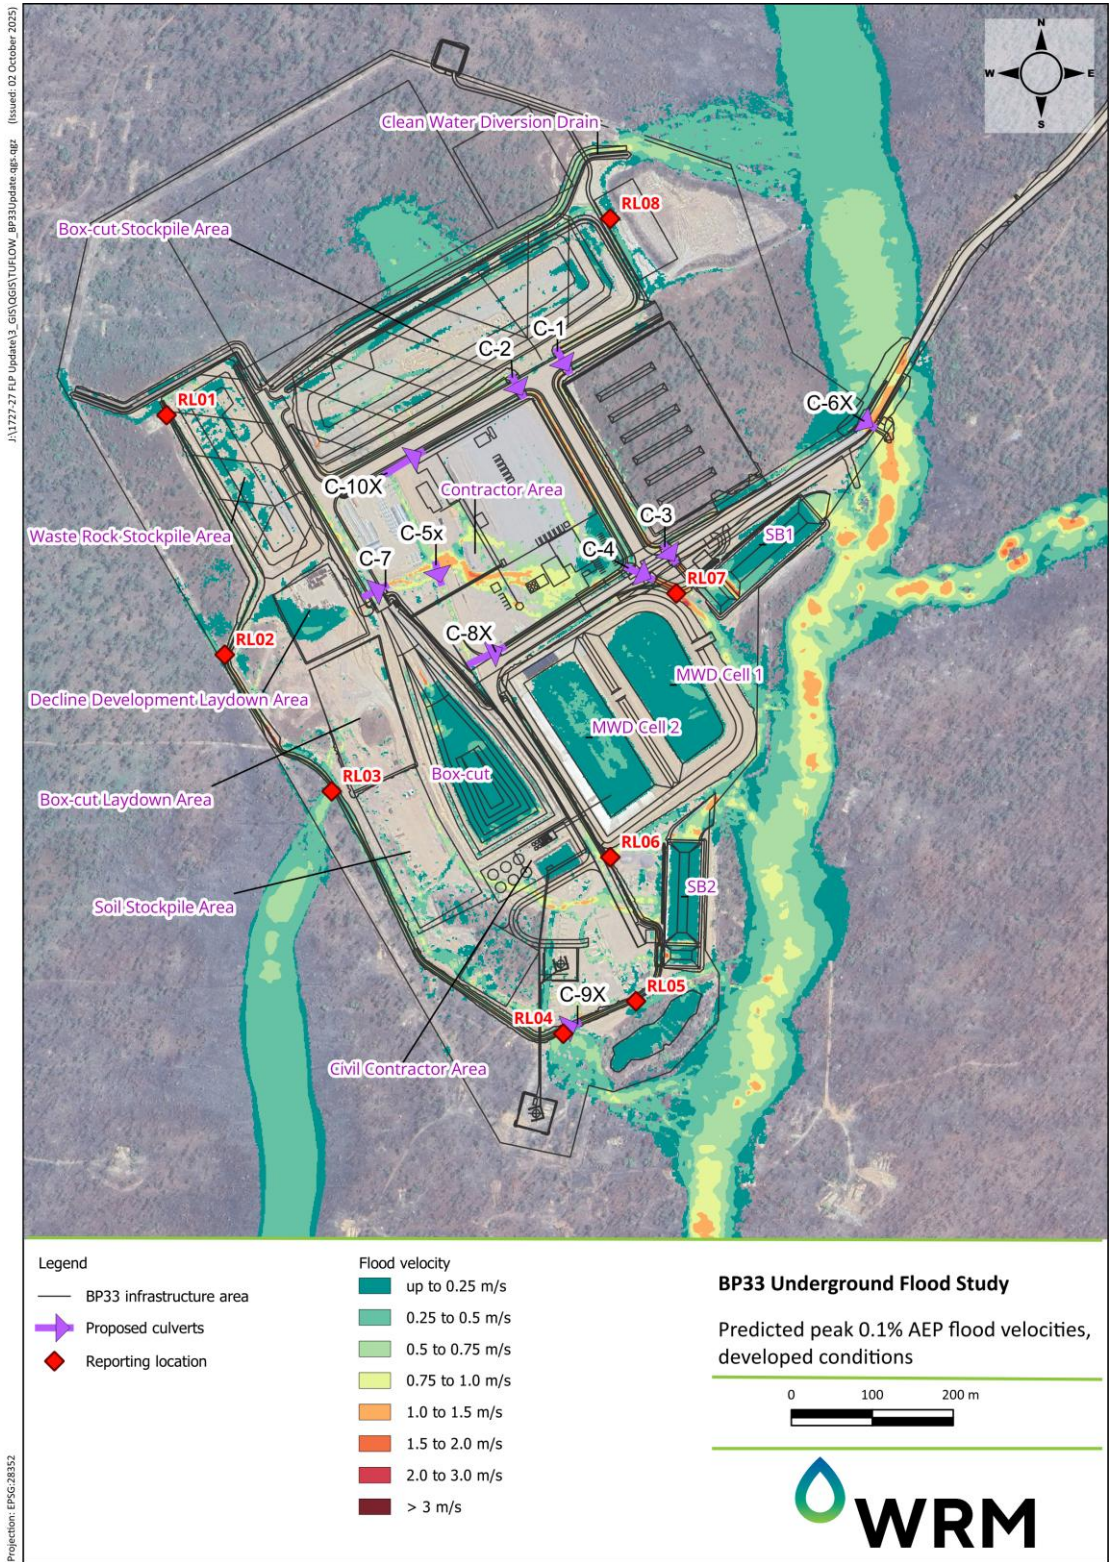 J:\1727-27 FLP Update\3_GIS\QGIS\TUFLOW_BP33Update.qgs.qgz (Issued: 02 October 2025)
N
W
E
S
Clean Water Diversion Drain
RL08
Box-cut Stockpile Area
C-1
C-2
RL01
C-6X
C-10X
Contractor Area
Waste Rock Stockpile Area
C-3
SB1
C-5x
C-4
C-7
RL07
RL02
C-8X
MWD Cell 1
Decline Development Laydown Area
MWD Cell 2
RL03
Box-cut
Box-cut Laydown Area
RL06
SB2
Soil Stockpile Area
C-9X
RL05
RL04
Civil Contractor Area
Projection: EPSG:28352
Legend
BP33 infrastructure area
Proposed culverts
Reporting location
Flood velocity
up to 0.25 m/s
0.25 to 0.5 m/s
0.5 to 0.75 m/s
0.75 to 1.0 m/s
1.0 to 1.5 m/s
1.5 to 2.0 m/s
2.0 to 3.0 m/s
> 3 m/s
BP33 Underground Flood Study
Predicted peak 0.1% AEP flood velocities,
developed conditions
0 100 200 m
WRM